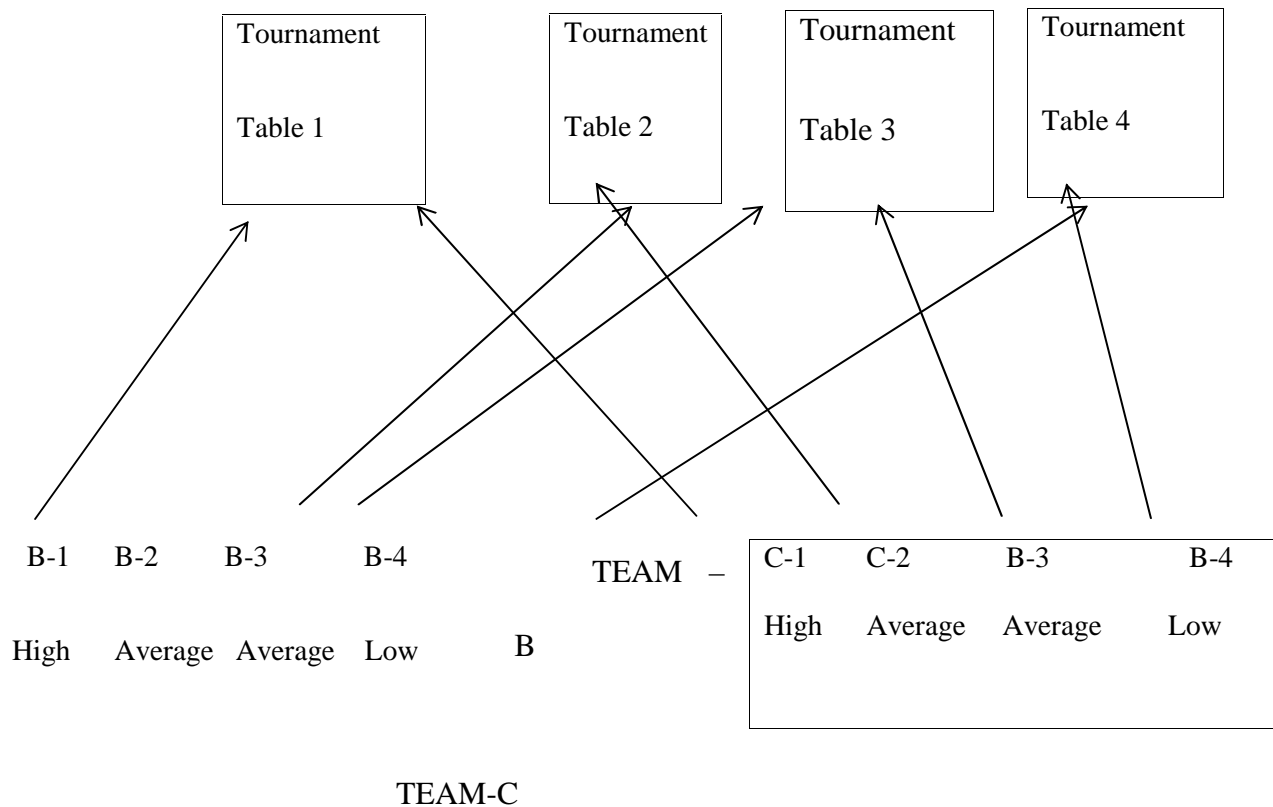 Tournament
Table 1
Tournament
Table 2
Tournament
Table 3
Tournament
Table 4
B-1 B-2 B-3 B-4
High Average Average Low
B
TEAM –
C-1 C-2 B-3 B-4
High Average Average Low
TEAM-C